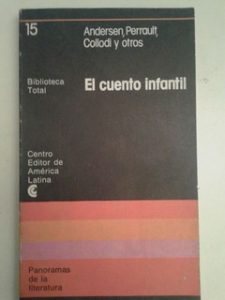 15
Andersen, Perrault,
Collodi y otros
Biblioteca
Total
El cuento infantil
Centro
Editor de
América
Latina
Panoramas
de la
literatura